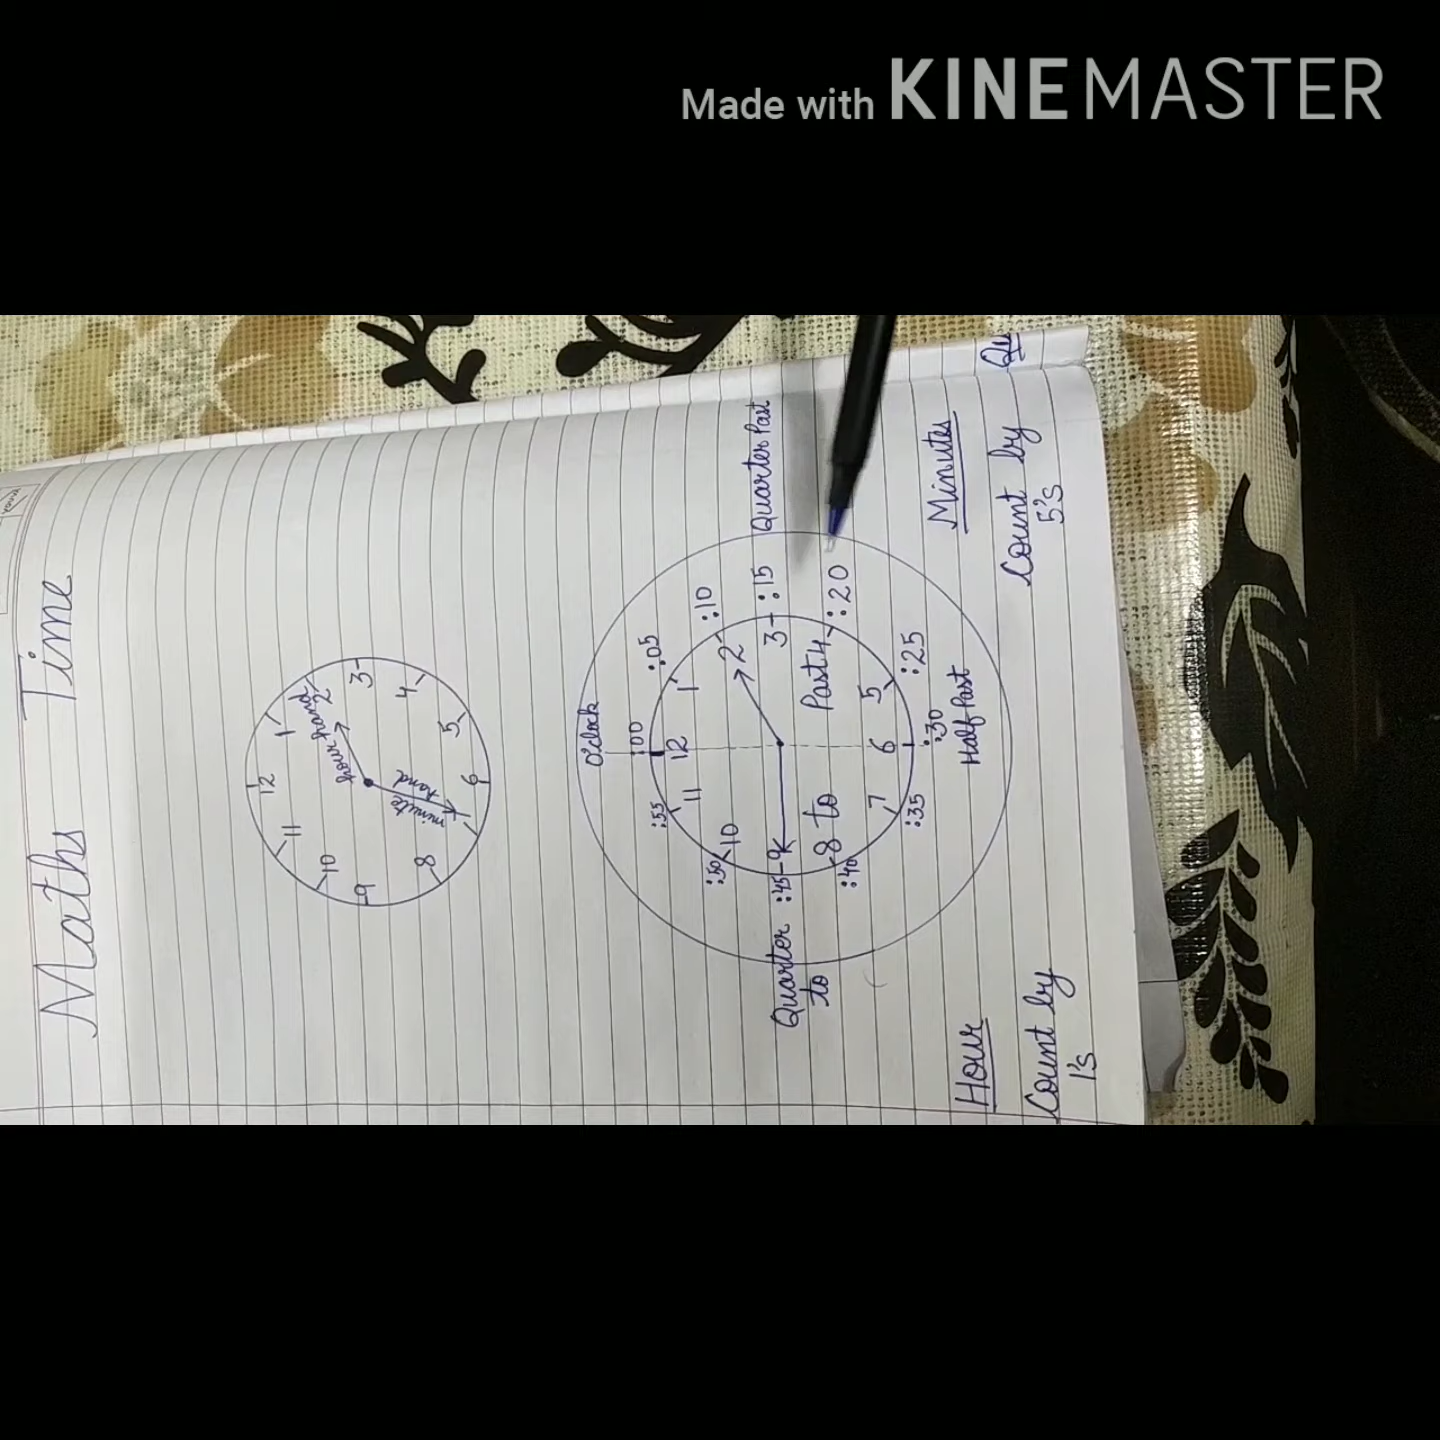 Made with KINEMASTER
Maths Time
12
1
2
3
4
5
6
8
9
10
11
hour hand
minute
hand
O'clock
:00
:05
:10
:15
Quarter Past
:20
:25
:30
Half Past
:35
:40
:45
Quarter
to
:50
:55
12
1
2
3
4
5
6
7
8
10
11
Past
to
Hour
Minutes
Count by
1's
Count by
5's
Qu